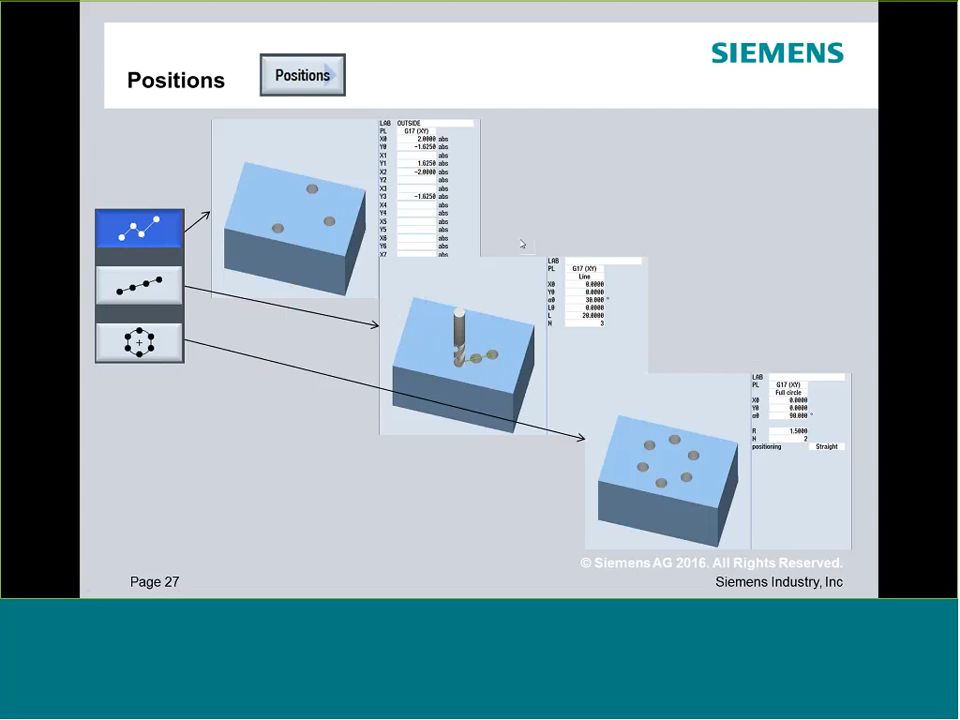 SIEMENS
Positions
Positions
LAB OUTSIDE
PL G17 (XY)
X0 2.0000 abs
Y0 -1.6250 abs
X1 abs
Y1 1.6250 abs
X2 -2.0000 abs
Y2 abs
X3 abs
Y3 -1.6250 abs
X4 abs
Y4 abs
X5 abs
Y5 abs
X6 abs
Y6 abs
X7 abs
LAB
PL G17 (XY)
Line
X0 0.0000
Y0 0.0000
α0 30.000 °
L0 0.0000
L 20.0000
N 3
LAB
PL G17 (XY)
Full circle
X0 0.0000
Y0 0.0000
α0 90.000 °
R 1.5000
N 2
positioning Straight
© Siemens AG 2016. All Rights Reserved.
Page 27
Siemens Industry, Inc